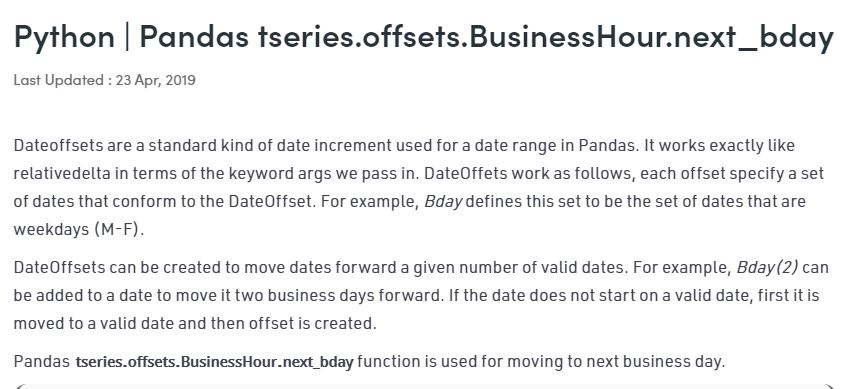 Python | Pandas tseries.offsets.BusinessHour.next_bday
Last Updated : 23 Apr, 2019
Dateoffsets are a standard kind of date increment used for a date range in Pandas. It works exactly like
relativedelta in terms of the keyword args we pass in. DateOffets work as follows, each offset specify a set
of dates that conform to the DateOffset. For example, Bday defines this set to be the set of dates that are
weekdays (M-F).
DateOffsets can be created to move dates forward a given number of valid dates. For example, Bday(2) can
be added to a date to move it two business days forward. If the date does not start on a valid date, first it is
moved to a valid date and then offset is created.
Pandas tseries.offsets.BusinessHour.next_bday function is used for moving to next business day.